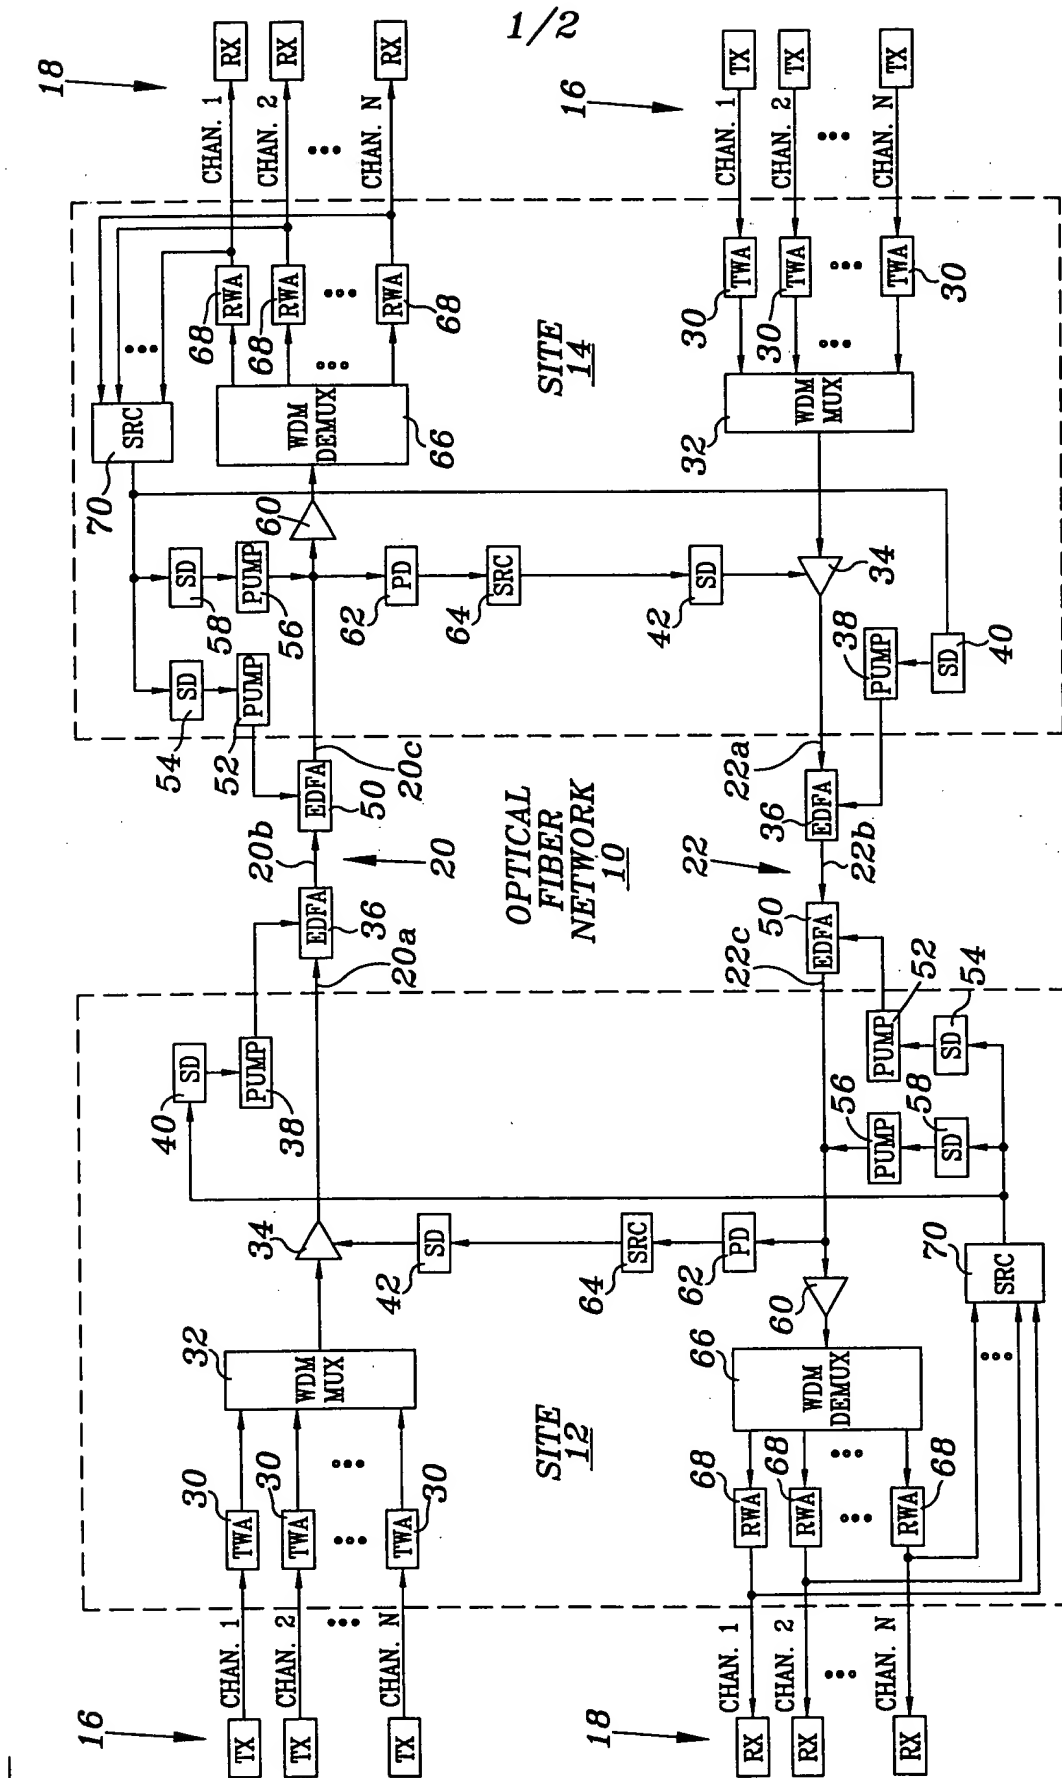 1/2
16
TX
CHAN. 1
TX
CHAN. 2
TX
CHAN. N
30
TWA
30
TWA
TWA
30
32
WDM
MUX
34
42
SD
40
SD
PUMP
38
20a
EDFA
36
20b
20
EDFA
50
20c
54
SD
52
PUMP
58
SD
PUMP
56
70
SRC
60
62
PD
64
SRC
42
SD
WDM
DEMUX
66
68
RWA
68
RWA
RWA
68
18
CHAN. 1
RX
CHAN. 2
RX
CHAN. N
RX
SITE
12
OPTICAL
FIBER
NETWORK
10
SITE
14
18
RX
CHAN. 1
RX
CHAN. 2
RX
CHAN. N
68
RWA
68
RWA
RWA
68
66
WDM
DEMUX
60
62
PD
64
SRC
70
SRC
56
PUMP
58
SD
PUMP
52
SD
54
22c
EDFA
50
22
22b
36
EDFA
22a
38
PUMP
SD
40
34
32
WDM
MUX
30
TWA
30
TWA
TWA
30
16
CHAN. 1
TX
CHAN. 2
TX
CHAN. N
TX